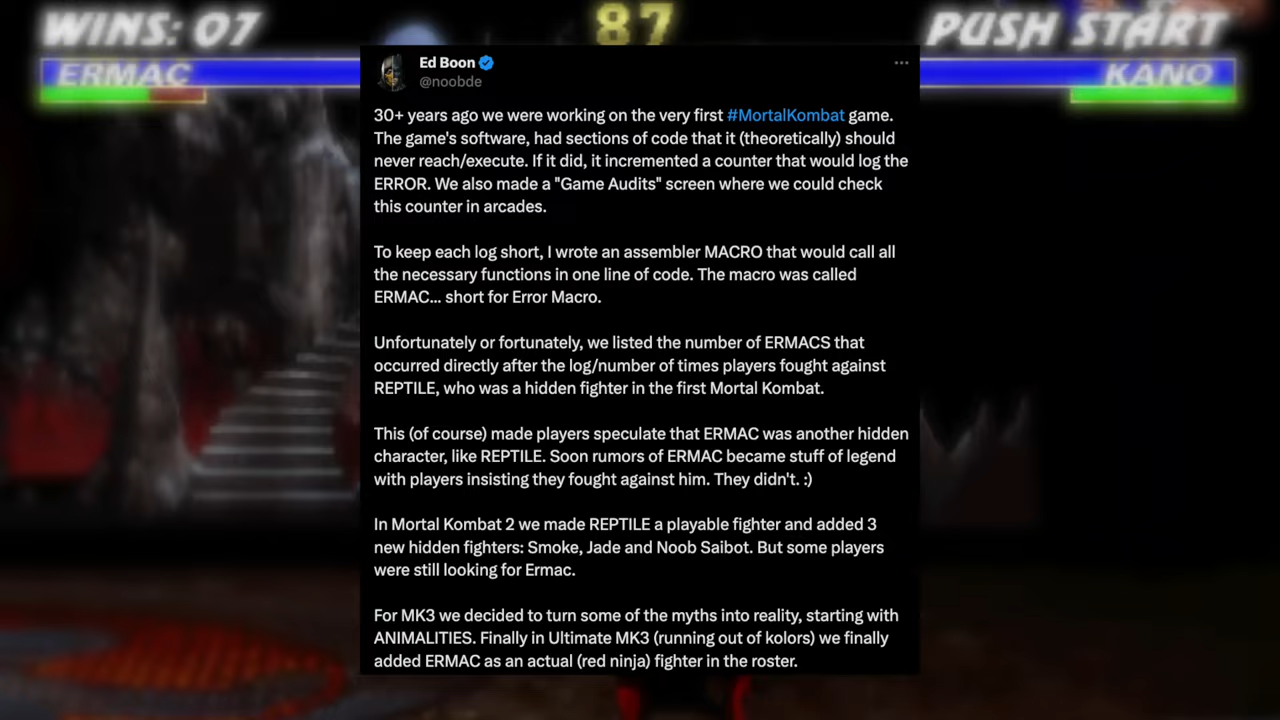 WINS: 07
87
PUSH START
ERMAC
KANO
Ed Boon
@noobde
30+ years ago we were working on the very first #MortalKombat game.
The game's software, had sections of code that it (theoretically) should
never reach/execute. If it did, it incremented a counter that would log the
ERROR. We also made a "Game Audits" screen where we could check
this counter in arcades.
To keep each log short, I wrote an assembler MACRO that would call all
the necessary functions in one line of code. The macro was called
ERMAC... short for Error Macro.
Unfortunately or fortunately, we listed the number of ERMACS that
occurred directly after the log/number of times players fought against
REPTILE, who was a hidden fighter in the first Mortal Kombat.
This (of course) made players speculate that ERMAC was another hidden
character, like REPTILE. Soon rumors of ERMAC became stuff of legend
with players insisting they fought against him. They didn't. :)
In Mortal Kombat 2 we made REPTILE a playable fighter and added 3
new hidden fighters: Smoke, Jade and Noob Saibot. But some players
were still looking for Ermac.
For MK3 we decided to turn some of the myths into reality, starting with
ANIMALITIES. Finally in Ultimate MK3 (running out of kolors) we finally
added ERMAC as an actual (red ninja) fighter in the roster.